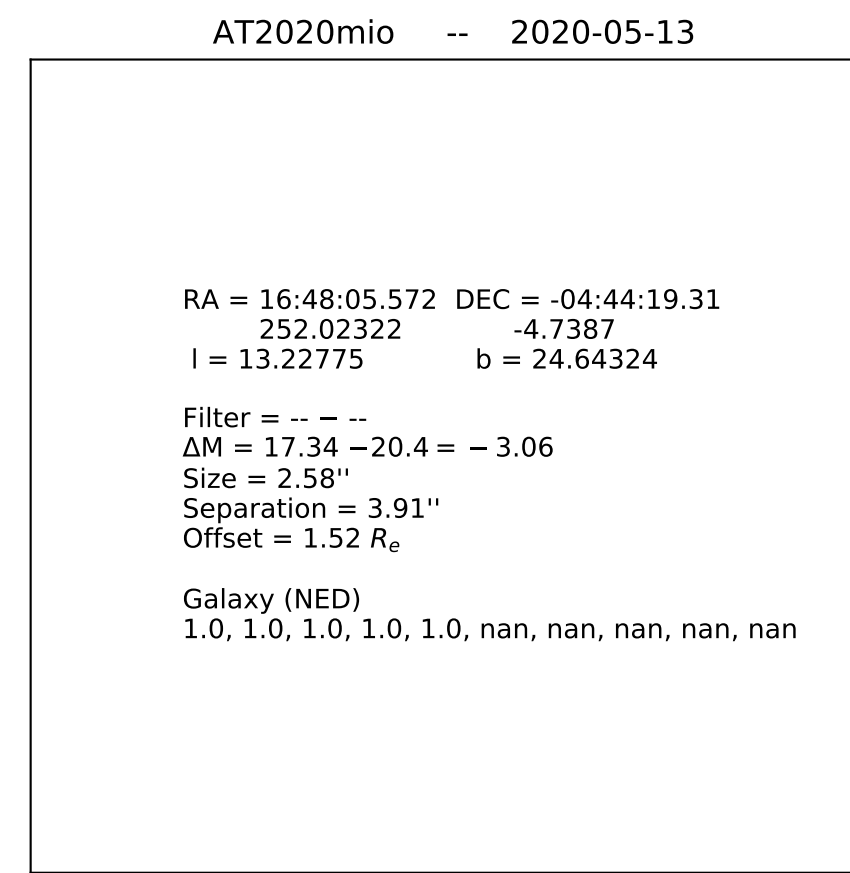 AT2020mio -- 2020-05-13
RA = 16:48:05.572 DEC = -04:44:19.31
252.02322 -4.7387
l = 13.22775 b = 24.64324
Filter = -- − --
ΔM = 17.34 −20.4 = − 3.06
Size = 2.58''
Separation = 3.91''
Offset = 1.52 Rₑ
Galaxy (NED)
1.0, 1.0, 1.0, 1.0, 1.0, nan, nan, nan, nan, nan